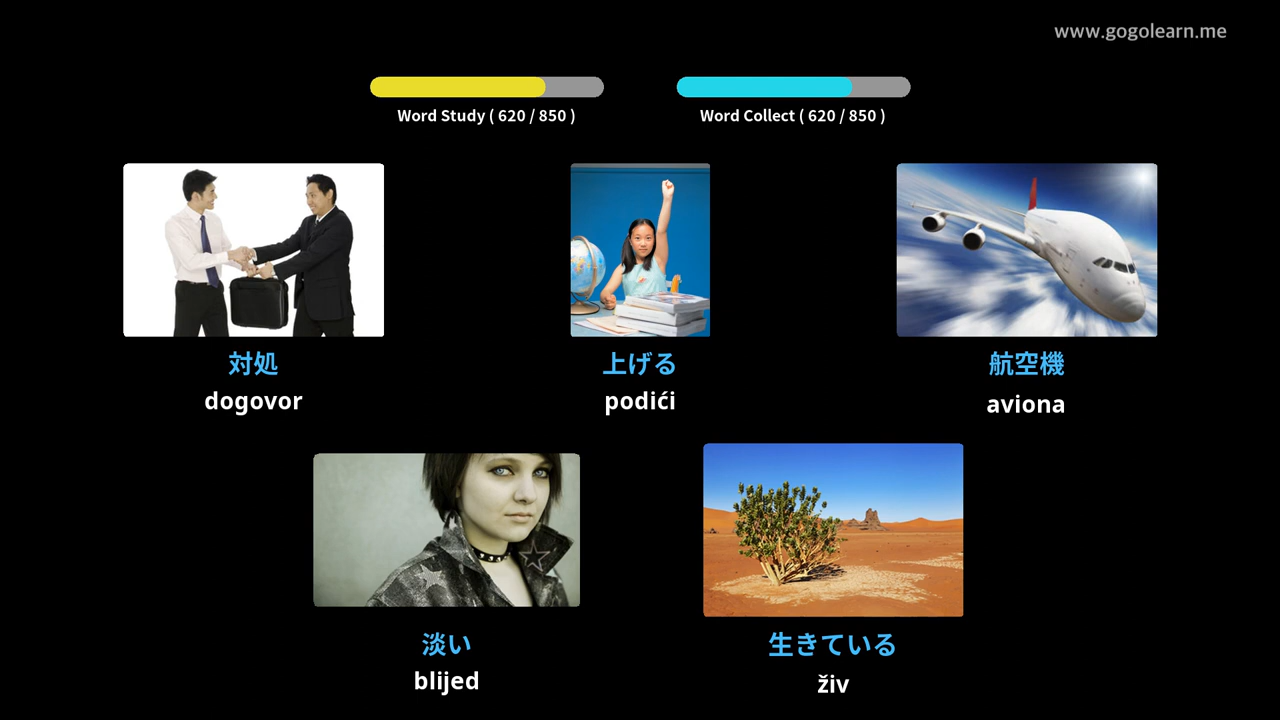 www.gogolearn.me
Word Study ( 620 / 850 )
Word Collect ( 620 / 850 )
対処
dogovor
上げる
podići
航空機
aviona
淡い
blijed
生きている
živ